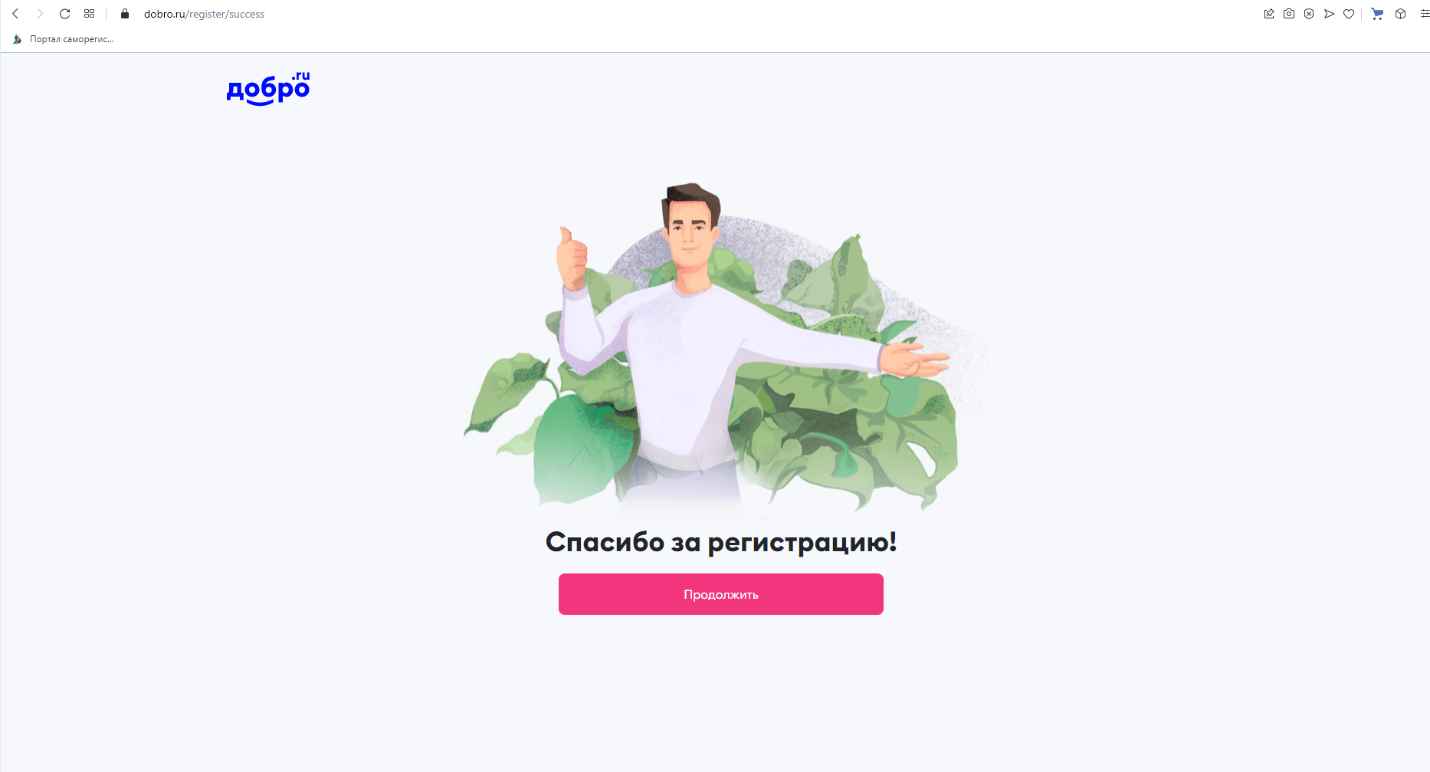 dobro.ru/register/success
Портал саморегис...
добро.ru
Спасибо за регистрацию!
Продолжить